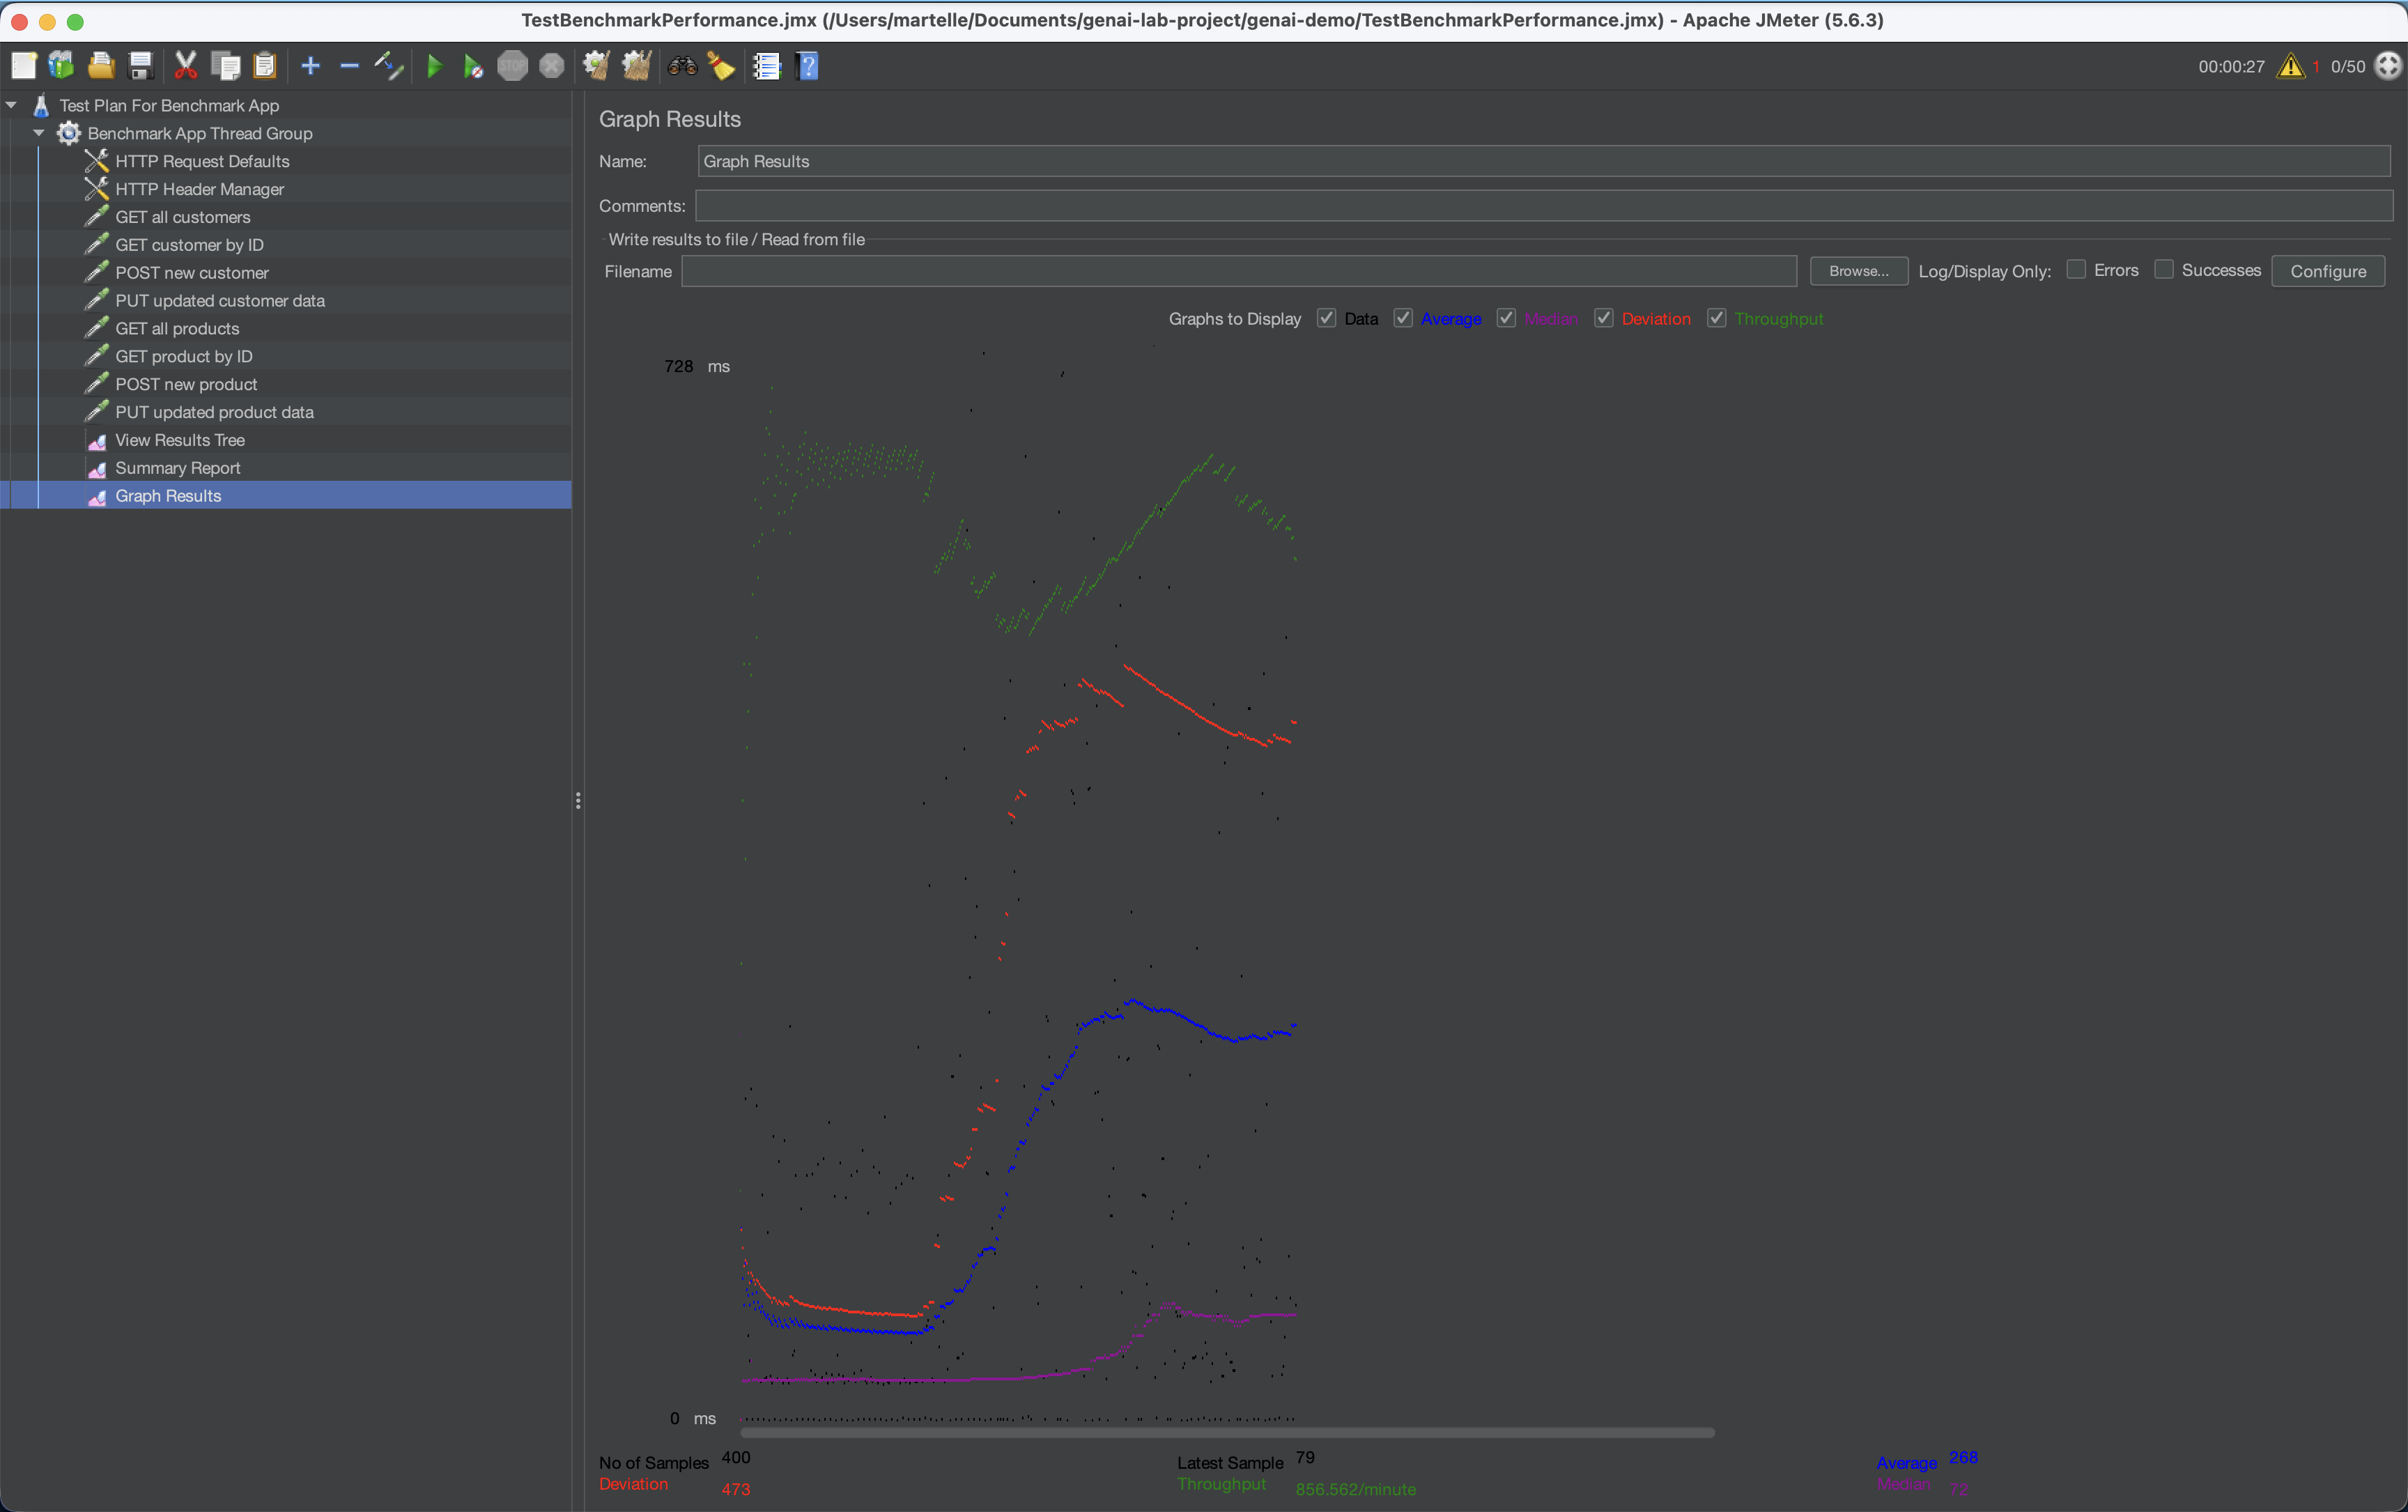 TestBenchmarkPerformance.jmx (/Users/martelle/Documents/genai-lab-project/genai-demo/TestBenchmarkPerformance.jmx) - Apache JMeter (5.6.3)
STOP 00:00:27 1 0/50
Test Plan For Benchmark App
Benchmark App Thread Group
HTTP Request Defaults
HTTP Header Manager
GET all customers
GET customer by ID
POST new customer
PUT updated customer data
GET all products
GET product by ID
POST new product
PUT updated product data
View Results Tree
Summary Report
Graph Results
Graph Results
Name: Graph Results
Comments:
Write results to file / Read from file
Filename Browse... Log/Display Only: Errors Successes Configure
Graphs to Display Data Average Median Deviation Throughput
728 ms
0 ms
No of Samples 400 Latest Sample 79 Average 268
Deviation 473 Throughput 856.562/minute Median 72